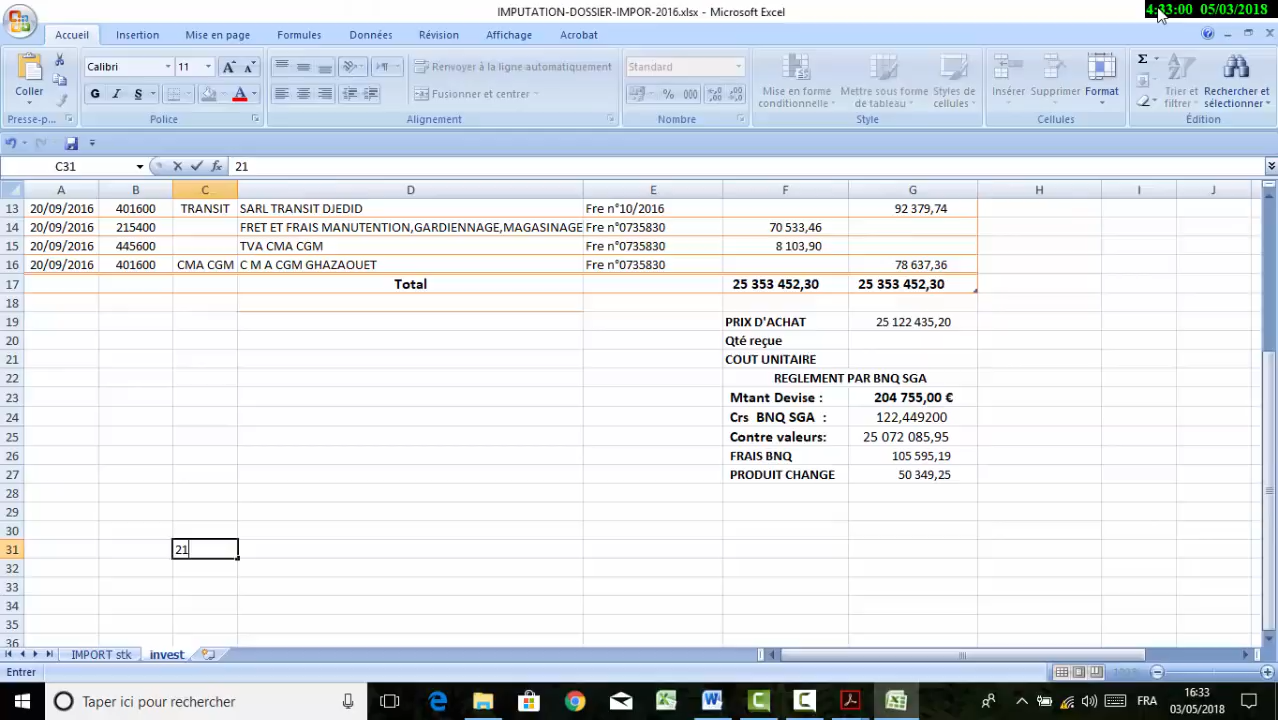 IMPUTATION-DOSSIER-IMPOR-2016.xlsx - Microsoft Excel
4:33:00 05/03/2018
Accueil Insertion Mise en page Formules Données Révision Affichage Acrobat
Coller
Calibri 11
Renvoyer à la ligne automatiquement
Standard
G I S
Fusionner et centrer
% 000
Mise en forme conditionnelle
Mettre sous forme de tableau
Styles de cellules
Insérer Supprimer Format
Trier et filtrer
Rechercher et sélectionner
Presse-p... Police Alignement Nombre Style Cellules Édition
C31 21
A B C D E F G H I J
13 20/09/2016 401600 TRANSIT SARL TRANSIT DJEDID Fre n°10/2016 92 379,74
14 20/09/2016 215400 FRET ET FRAIS MANUTENTION,GARDIENNAGE,MAGASINAGE Fre n°0735830 70 533,46
15 20/09/2016 445600 TVA CMA CGM Fre n°0735830 8 103,90
16 20/09/2016 401600 CMA CGM C M A CGM GHAZAOUET Fre n°0735830 78 637,36
17 Total 25 353 452,30 25 353 452,30
18
19 PRIX D'ACHAT 25 122 435,20
20 Qté reçue
21 COUT UNITAIRE
22 REGLEMENT PAR BNQ SGA
23 Mtant Devise : 204 755,00 €
24 Crs BNQ SGA : 122,449200
25 Contre valeurs: 25 072 085,95
26 FRAIS BNQ 105 595,19
27 PRODUIT CHANGE 50 349,25
28
29
30
31 21
32
33
34
35
36
IMPORT stk invest
Entrer
Taper ici pour rechercher
FRA
16:33
03/05/2018